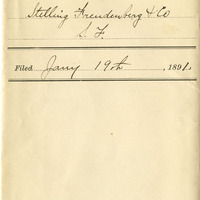 Stelling Freudenberg & Co
S. F.
Filed Jany 19th, 1891.